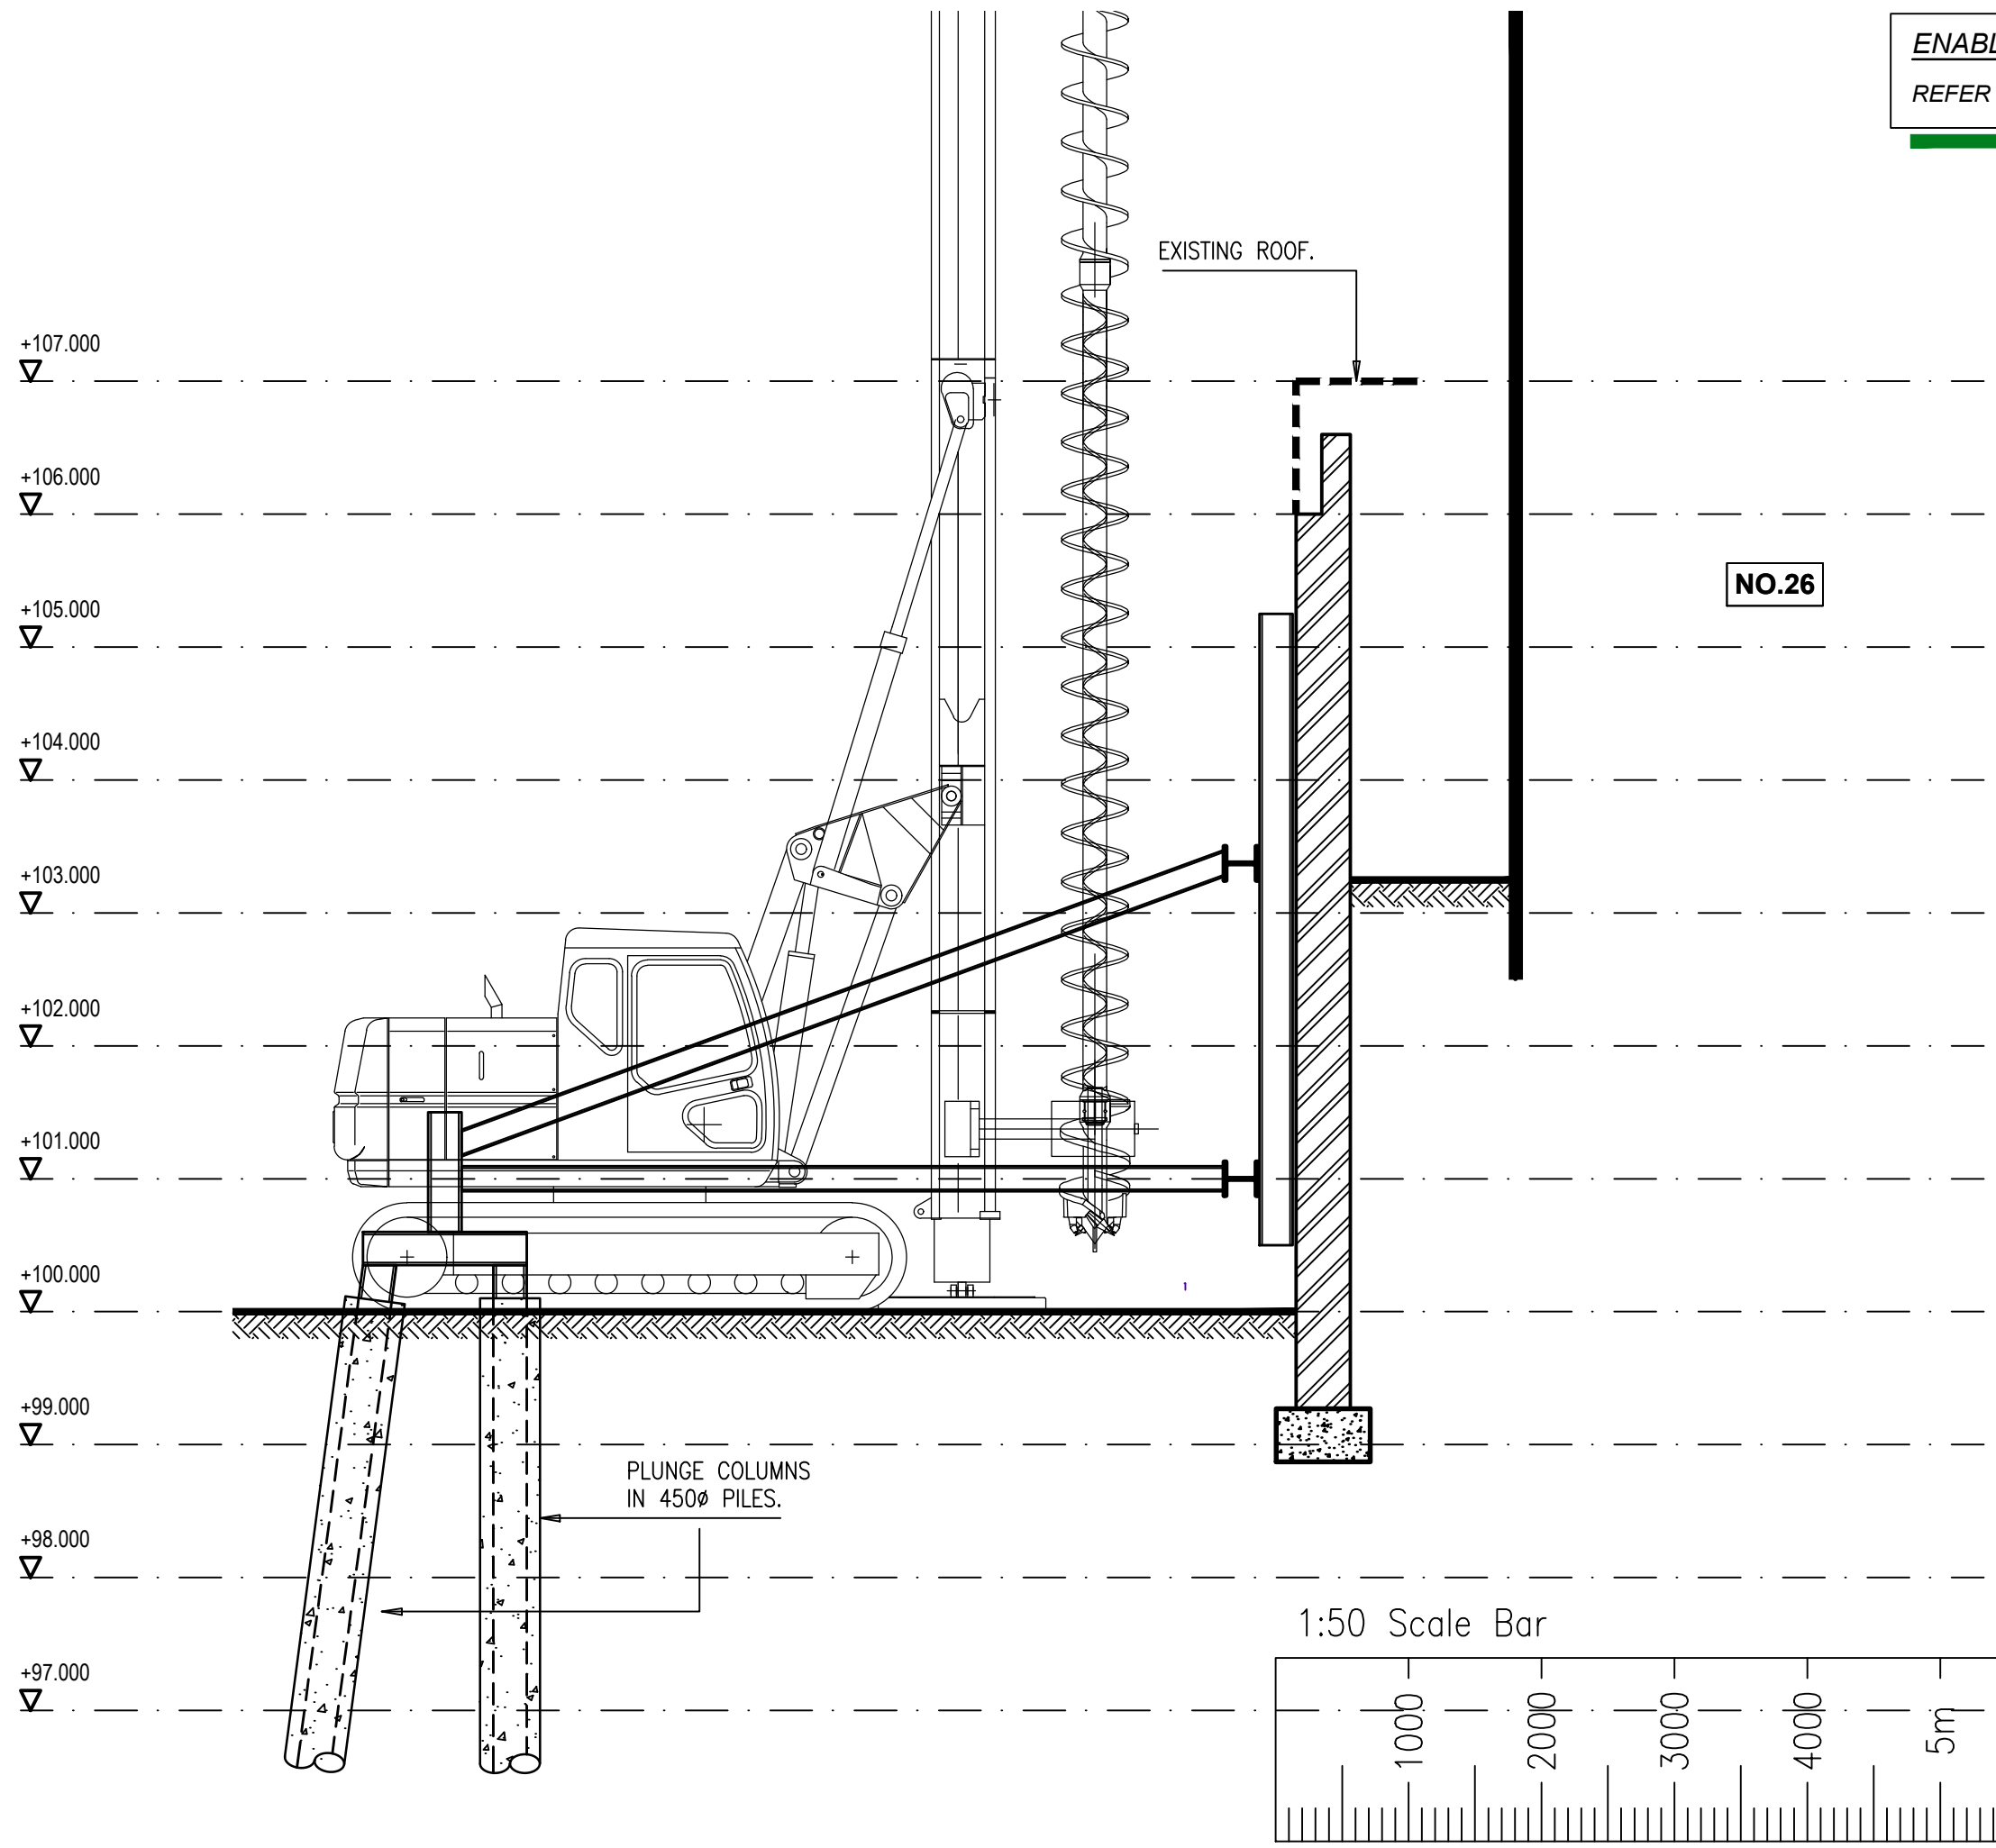 ENABL
REFER
EXISTING ROOF.
+107.000
+106.000
NO.26
+105.000
+104.000
+103.000
+102.000
+101.000
+100.000
+99.000
PLUNGE COLUMNS
IN 450ø PILES.
+98.000
1:50 Scale Bar
+97.000
1000
2000
3000
4000
5m